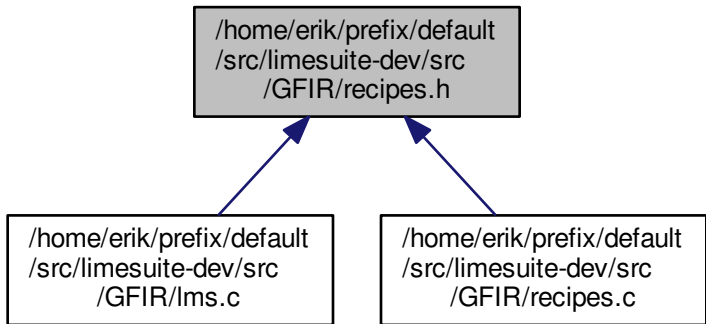 /home/erik/prefix/default
/src/limesuite-dev/src
/GFIR/recipes.h
/home/erik/prefix/default
/src/limesuite-dev/src
/GFIR/lms.c
/home/erik/prefix/default
/src/limesuite-dev/src
/GFIR/recipes.c